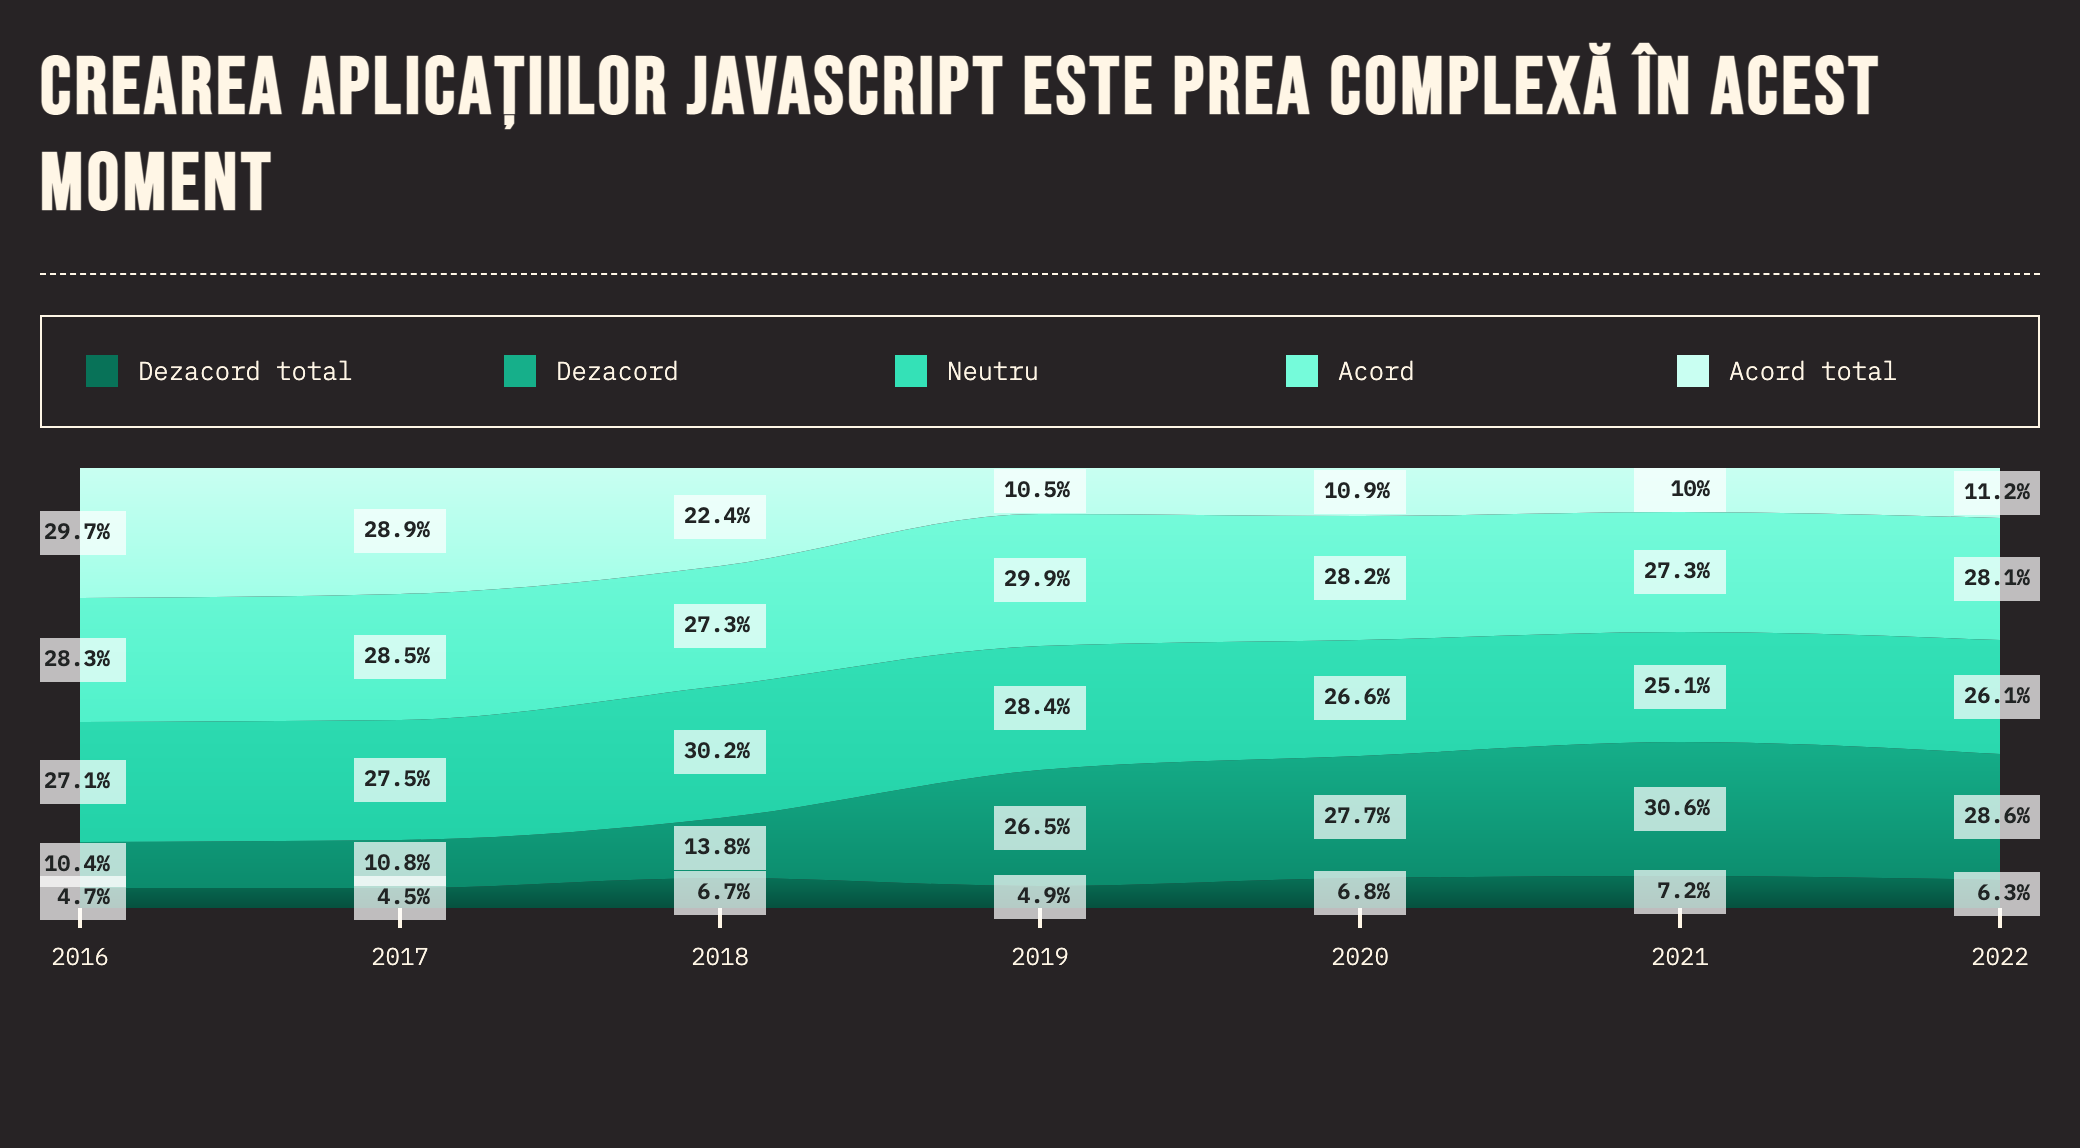 CREAREA APLICAȚIILOR JAVASCRIPT ESTE PREA COMPLEXĂ ÎN ACEST
MOMENT
Dezacord total Dezacord Neutru Acord Acord total
29.7% 28.9% 22.4% 10.5% 10.9% 10% 11.2%
28.3% 28.5% 27.3% 29.9% 28.2% 27.3% 28.1%
27.1% 27.5% 30.2% 28.4% 26.6% 25.1% 26.1%
10.4% 10.8% 13.8% 26.5% 27.7% 30.6% 28.6%
4.7% 4.5% 6.7% 4.9% 6.8% 7.2% 6.3%
2016 2017 2018 2019 2020 2021 2022